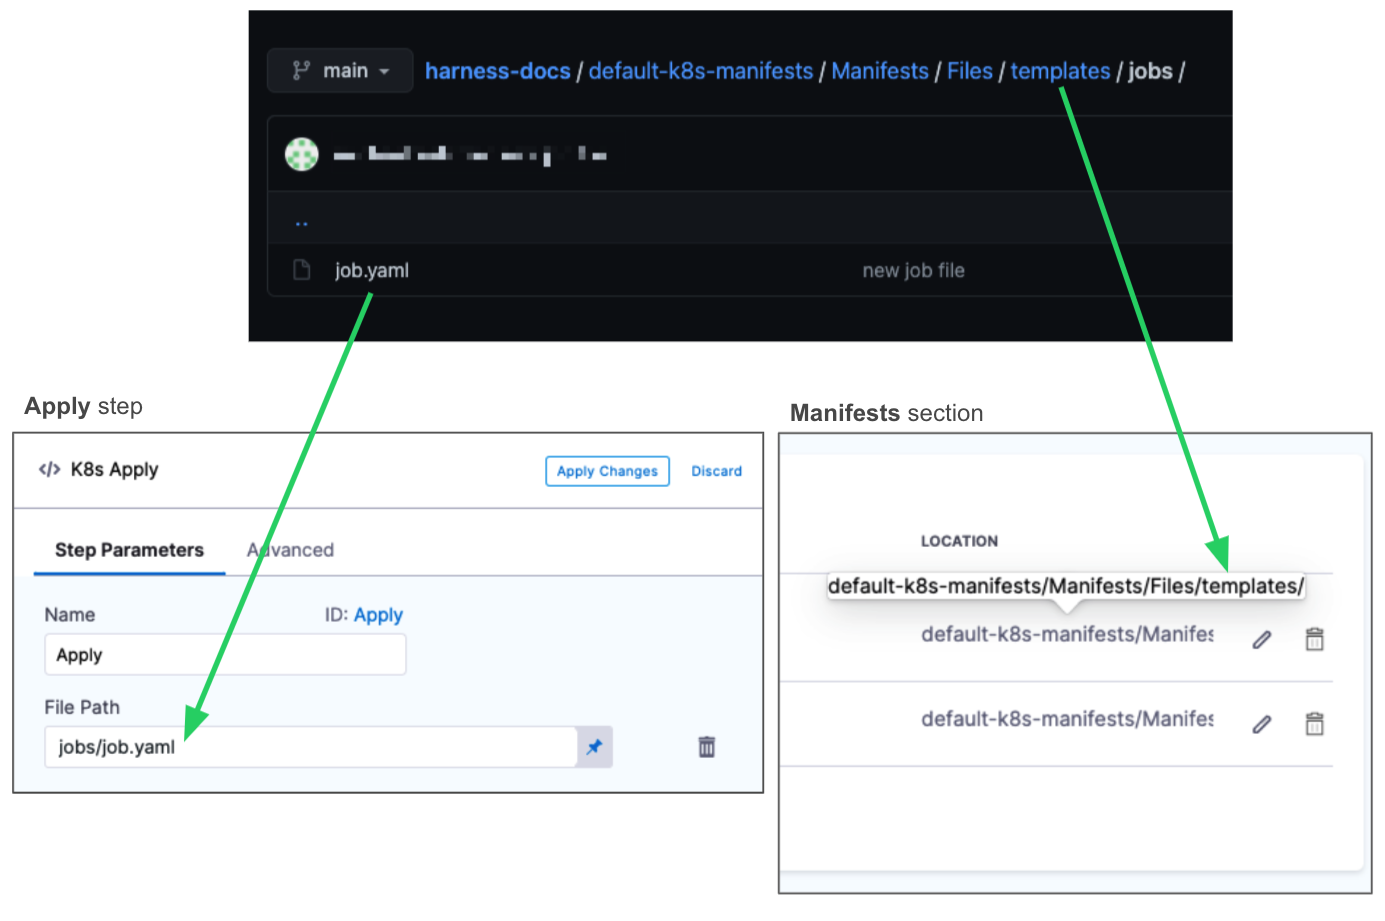 main
harness-docs / default-k8s-manifests / Manifests / Files / templates / jobs /
..
job.yaml new job file
Apply step
</> K8s Apply Apply Changes Discard
Step Parameters Advanced
Name ID: Apply
Apply
File Path
jobs/job.yaml
Manifests section
LOCATION
default-k8s-manifests/Manifests/Files/templates/
default-k8s-manifests/Manifes
default-k8s-manifests/Manifes